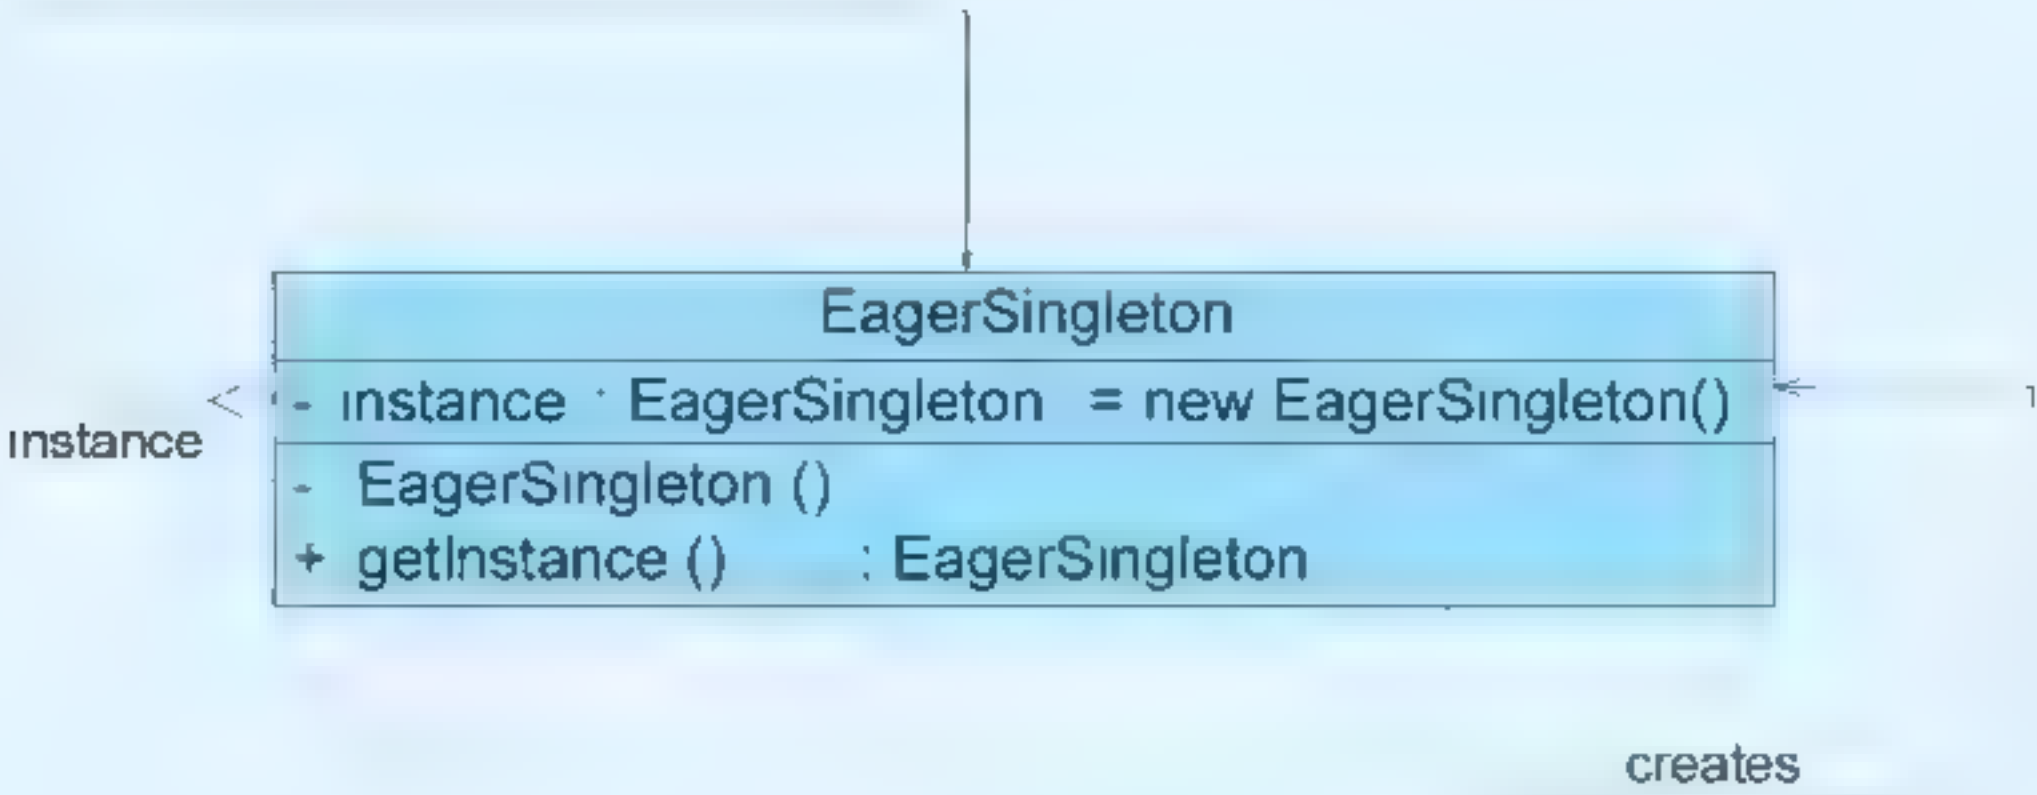 EagerSingleton
- instance : EagerSingleton = new EagerSingleton()
instance
- EagerSingleton ()
+ getInstance () : EagerSingleton
creates